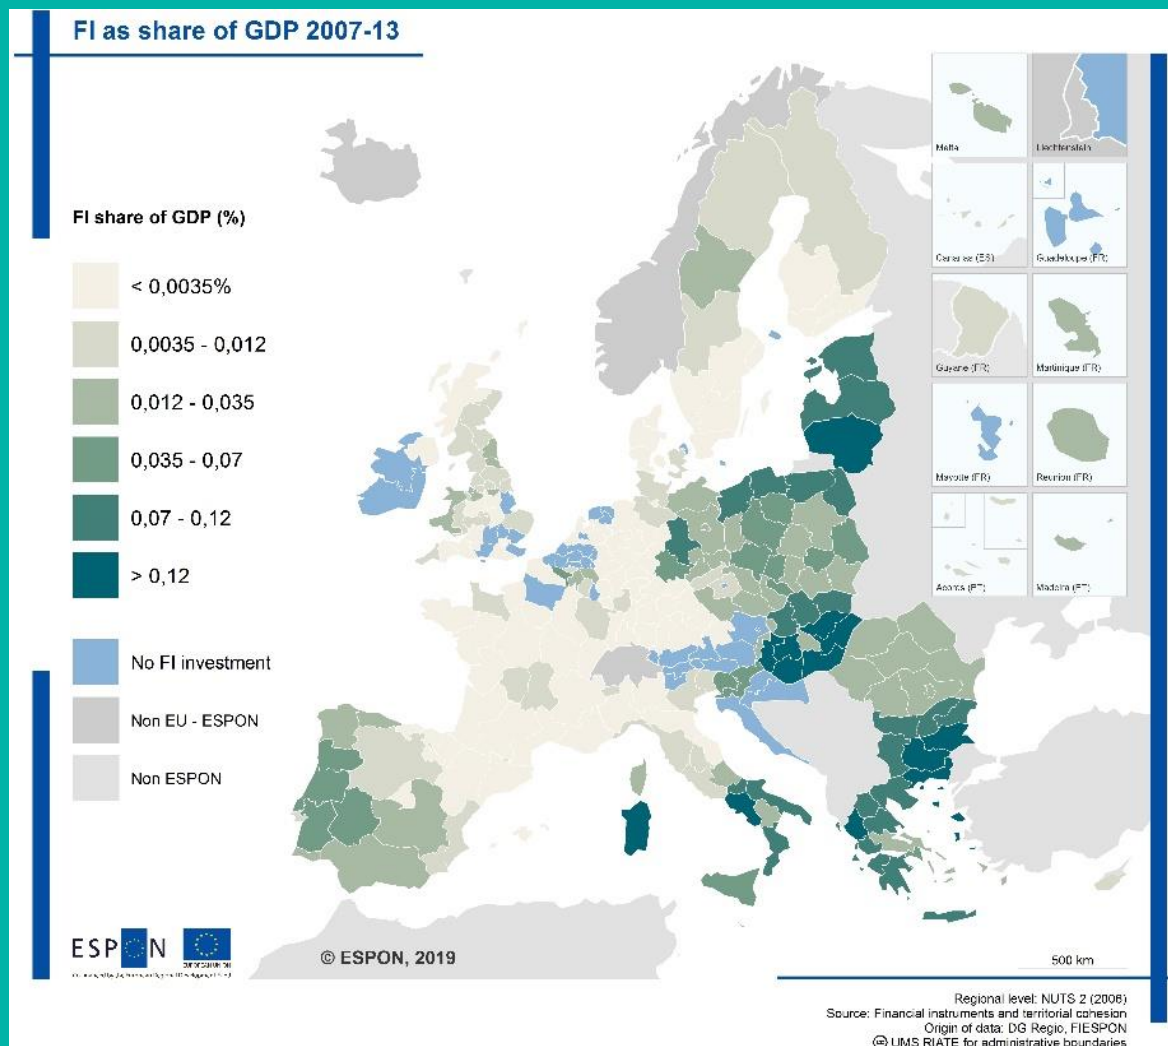 FI as share of GDP 2007-13
FI share of GDP (%)
< 0,0035%
0,0035 - 0,012
0,012 - 0,035
0,035 - 0,07
0,07 - 0,12
> 0,12
No FI investment
Non EU - ESPON
Non ESPON
Malta
Liechtenstein
Canarias (ES)
Guadeloupe (FR)
Guyane (FR)
Martinique (FR)
Mayotte (FR)
Reunion (FR)
Acores (PT)
Madeira (PT)
ESPON
EUROPEAN UNION
© ESPON, 2019
500 km
Regional level: NUTS 2 (2006)
Source: Financial instruments and territorial cohesion
Origin of data: DG Regio, FIESPON
UMS RIATE for administrative boundaries